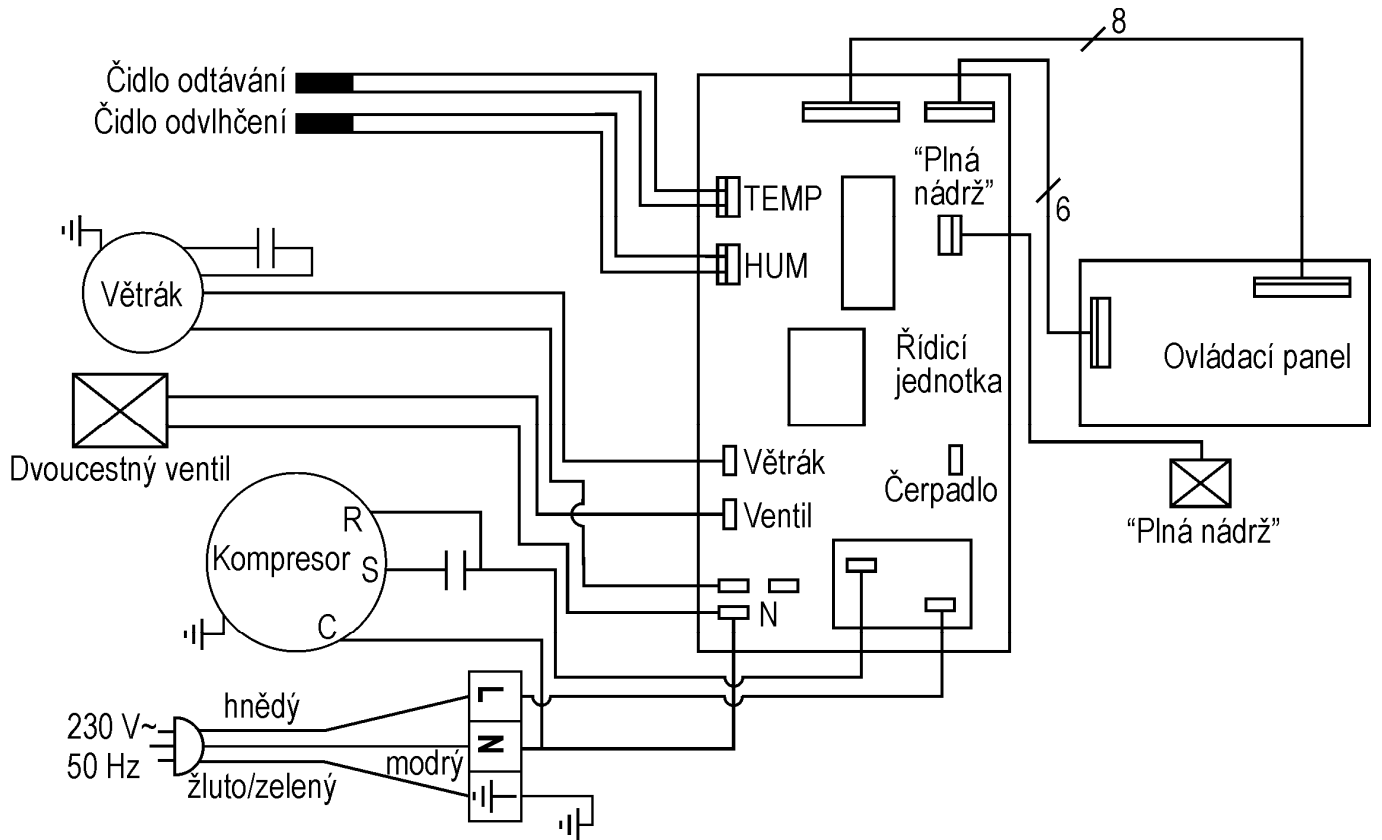 8
Čidlo odtávání
Čidlo odvlhčení
“Plná
nádrž”
TEMP
6
HUM
Větrák
Řídicí
jednotka
Ovládací panel
Dvoucestný ventil
Větrák
Čerpadlo
Ventil
R
“Plná nádrž”
Kompresor
S
N
C
L
hnědý
230 V~
N
modrý
50 Hz
žluto/zelený